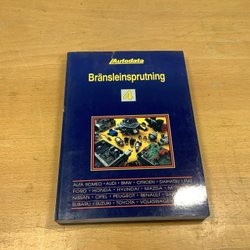 Autodata
Bränsleinsprutning
4
ALFA ROMEO • AUDI • BMW • CITROEN • DAIHATSU • FIAT
FORD • HONDA • HYUNDAI • MAZDA •
NISSAN • OPEL • PEUGEOT • RENAULT •
SUBARU • SUZUKI • TOYOTA • VOLKSWAGEN